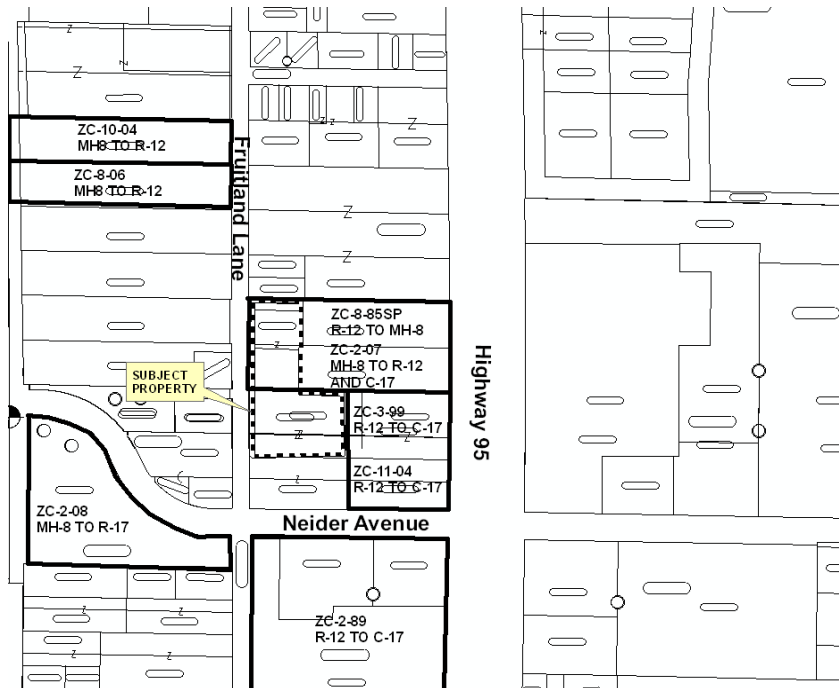 ZC-10-04
MH8 TO R-12
ZC-8-06
MH8 TO R-12
Fruitland Lane
ZC-8-85SP
R-12 TO MH-8
ZC-2-07
MH-8 TO R-12
AND C-17
SUBJECT
PROPERTY
Highway 95
ZC-3-99
R-12 TO C-17
ZC-11-04
R-12 TO C-17
ZC-2-08
MH-8 TO R-17
Neider Avenue
ZC-2-89
R-12 TO C-17